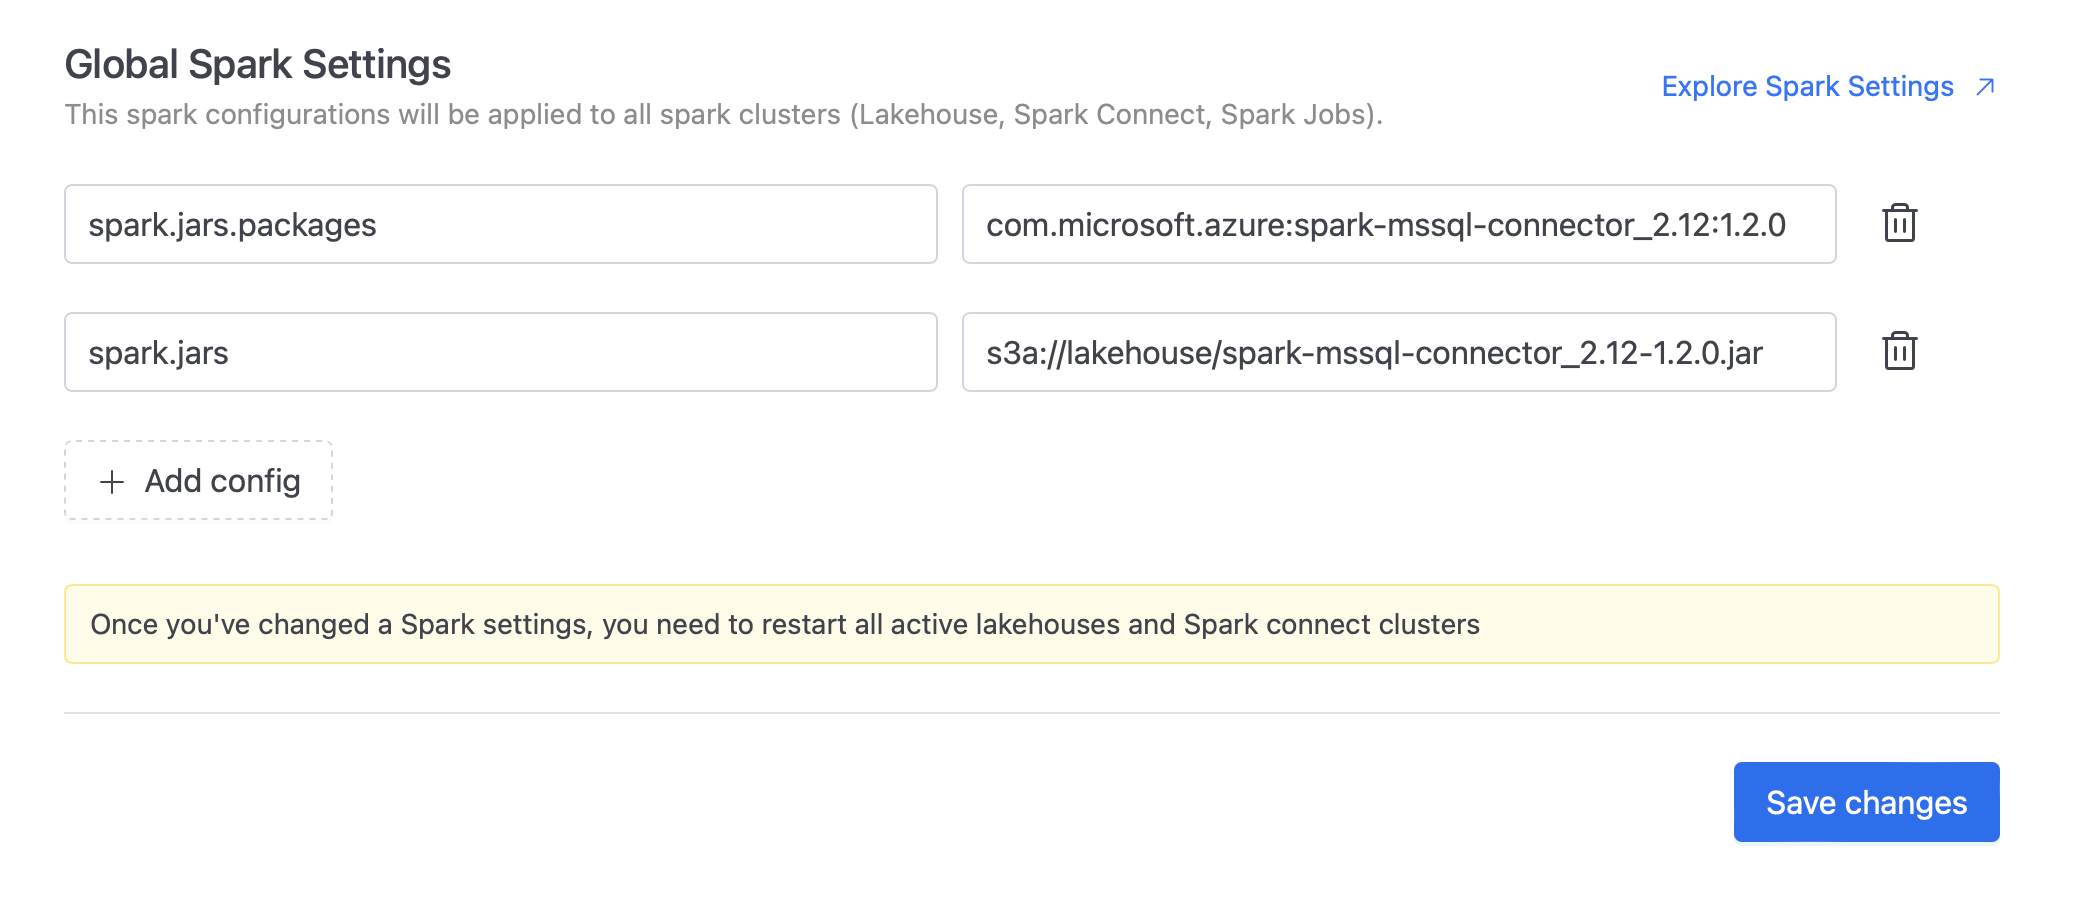 Global Spark Settings
This spark configurations will be applied to all spark clusters (Lakehouse, Spark Connect, Spark Jobs).
Explore Spark Settings
spark.jars.packages
com.microsoft.azure:spark-mssql-connector_2.12:1.2.0
spark.jars
s3a://lakehouse/spark-mssql-connector_2.12-1.2.0.jar
Add config
Once you've changed a Spark settings, you need to restart all active lakehouses and Spark connect clusters
Save changes